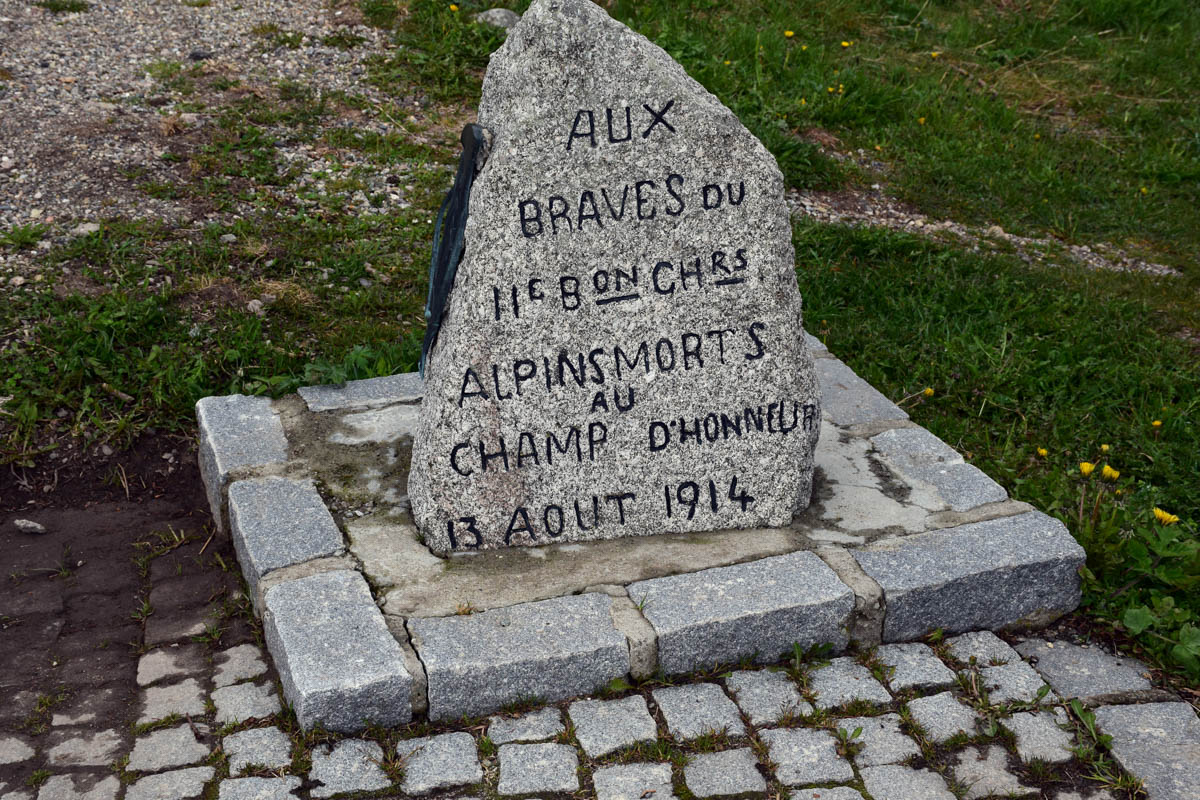 AUX
BRAVES DU
11e BON CHRS
ALPINS MORTS
AU
CHAMP D'HONNEUR
13 AOUT 1914